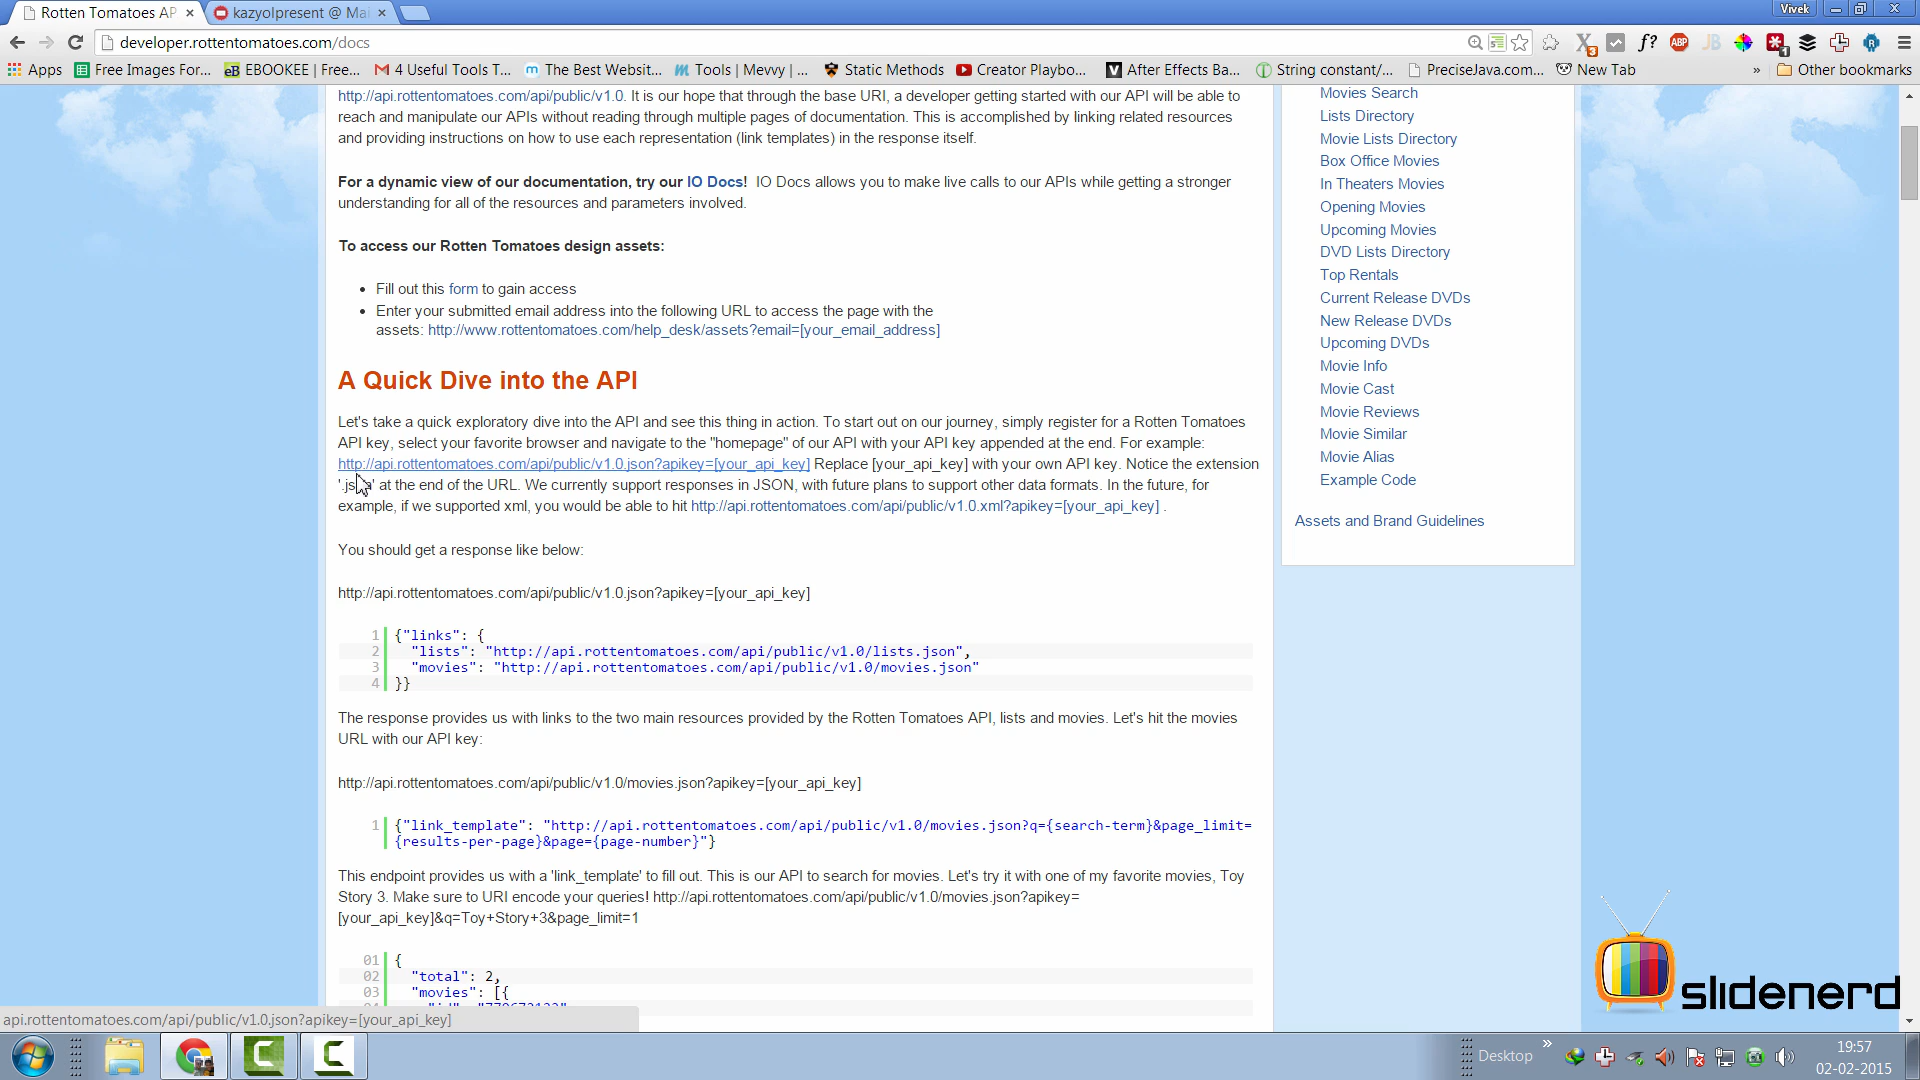 Rotten Tomatoes AP
kazyolpresent @ Mai
Vivek
developer.rottentomatoes.com/docs
Apps
Free Images For...
EBOOKEE | Free...
4 Useful Tools T...
The Best Websit...
Tools | Mevvy | ...
Static Methods
Creator Playbo...
After Effects Ba...
String constant/...
PreciseJava.com...
New Tab
»
Other bookmarks
http://api.rottentomatoes.com/api/public/v1.0. It is our hope that through the base URI, a developer getting started with our API will be able to
reach and manipulate our APIs without reading through multiple pages of documentation. This is accomplished by linking related resources
and providing instructions on how to use each representation (link templates) in the response itself.
For a dynamic view of our documentation, try our IO Docs! IO Docs allows you to make live calls to our APIs while getting a stronger
understanding for all of the resources and parameters involved.
To access our Rotten Tomatoes design assets:
• Fill out this form to gain access
• Enter your submitted email address into the following URL to access the page with the
assets: http://www.rottentomatoes.com/help_desk/assets?email=[your_email_address]
A Quick Dive into the API
Let's take a quick exploratory dive into the API and see this thing in action. To start out on our journey, simply register for a Rotten Tomatoes
API key, select your favorite browser and navigate to the "homepage" of our API with your API key appended at the end. For example:
http://api.rottentomatoes.com/api/public/v1.0.json?apikey=[your_api_key] Replace [your_api_key] with your own API key. Notice the extension
'.json' at the end of the URL. We currently support responses in JSON, with future plans to support other data formats. In the future, for
example, if we supported xml, you would be able to hit http://api.rottentomatoes.com/api/public/v1.0.xml?apikey=[your_api_key] .
You should get a response like below:
http://api.rottentomatoes.com/api/public/v1.0.json?apikey=[your_api_key]
1 {"links": {
2 "lists": "http://api.rottentomatoes.com/api/public/v1.0/lists.json",
3 "movies": "http://api.rottentomatoes.com/api/public/v1.0/movies.json"
4 }}
The response provides us with links to the two main resources provided by the Rotten Tomatoes API, lists and movies. Let's hit the movies
URL with our API key:
http://api.rottentomatoes.com/api/public/v1.0/movies.json?apikey=[your_api_key]
1 {"link_template": "http://api.rottentomatoes.com/api/public/v1.0/movies.json?q={search-term}&page_limit=
{results-per-page}&page={page-number}"}
This endpoint provides us with a 'link_template' to fill out. This is our API to search for movies. Let's try it with one of my favorite movies, Toy
Story 3. Make sure to URI encode your queries! http://api.rottentomatoes.com/api/public/v1.0/movies.json?apikey=
[your_api_key]&q=Toy+Story+3&page_limit=1
01 {
02 "total": 2,
03 "movies": [{
Movies Search
Lists Directory
Movie Lists Directory
Box Office Movies
In Theaters Movies
Opening Movies
Upcoming Movies
DVD Lists Directory
Top Rentals
Current Release DVDs
New Release DVDs
Upcoming DVDs
Movie Info
Movie Cast
Movie Reviews
Movie Similar
Movie Alias
Example Code
Assets and Brand Guidelines
slidenerd
api.rottentomatoes.com/api/public/v1.0.json?apikey=[your_api_key]
Desktop
»
19:57
02-02-2015